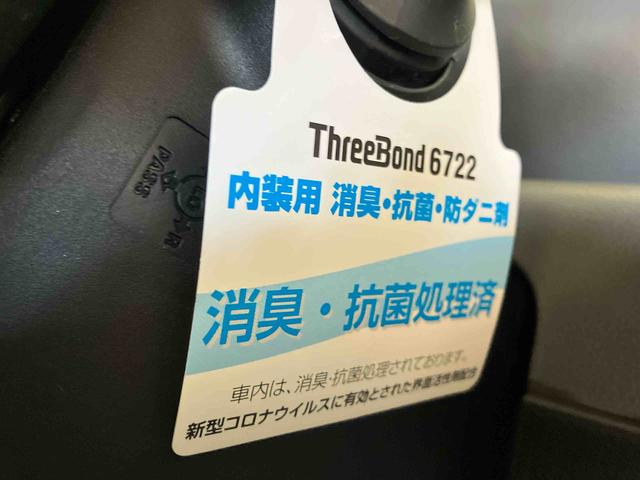 ThreeBond 6722
内装用 消臭・抗菌・防ダニ剤
消臭・抗菌処理済
車内は、消臭・抗菌処理されております。
新型コロナウイルスに有効とされた界面活性剤配合
PASS